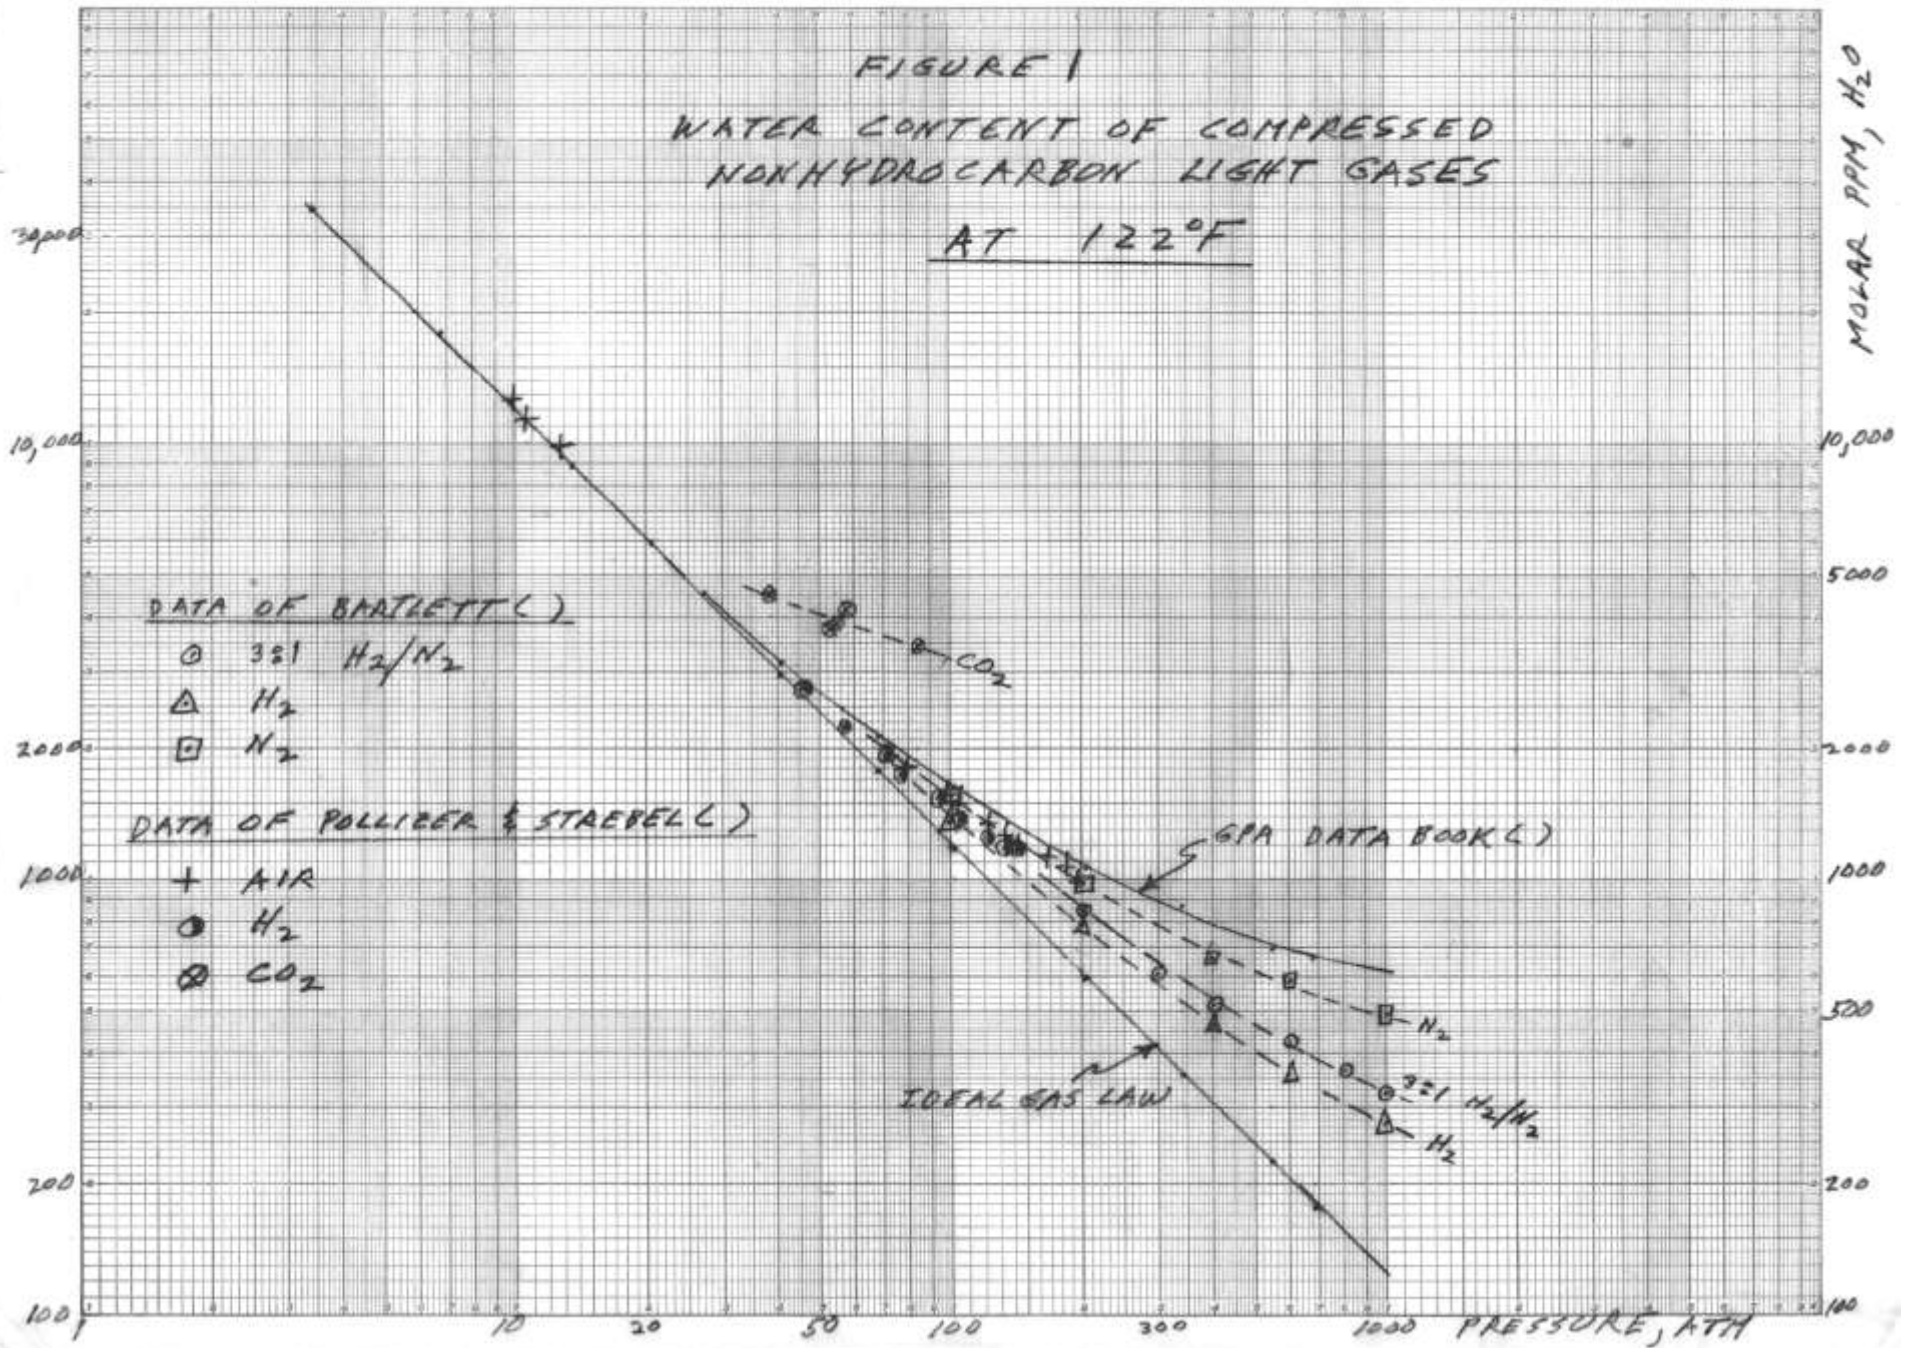 FIGURE 1
WATER CONTENT OF COMPRESSED
NONHYDROCARBON LIGHT GASES
AT 122°F
MOLAR PPM, H2O
30,000
10,000
5000
2000
1000
500
200
100
10,000
2000
1000
200
100
DATA OF BARTLETT ( )
3:1 H2/N2
H2
N2
DATA OF POLLIZER & STREBEL ( )
AIR
H2
CO2
CO2
GPA DATA BOOK ( )
IDEAL GAS LAW
N2
3:1 H2/N2
H2
1 10 20 50 100 300 1000 PRESSURE, ATM